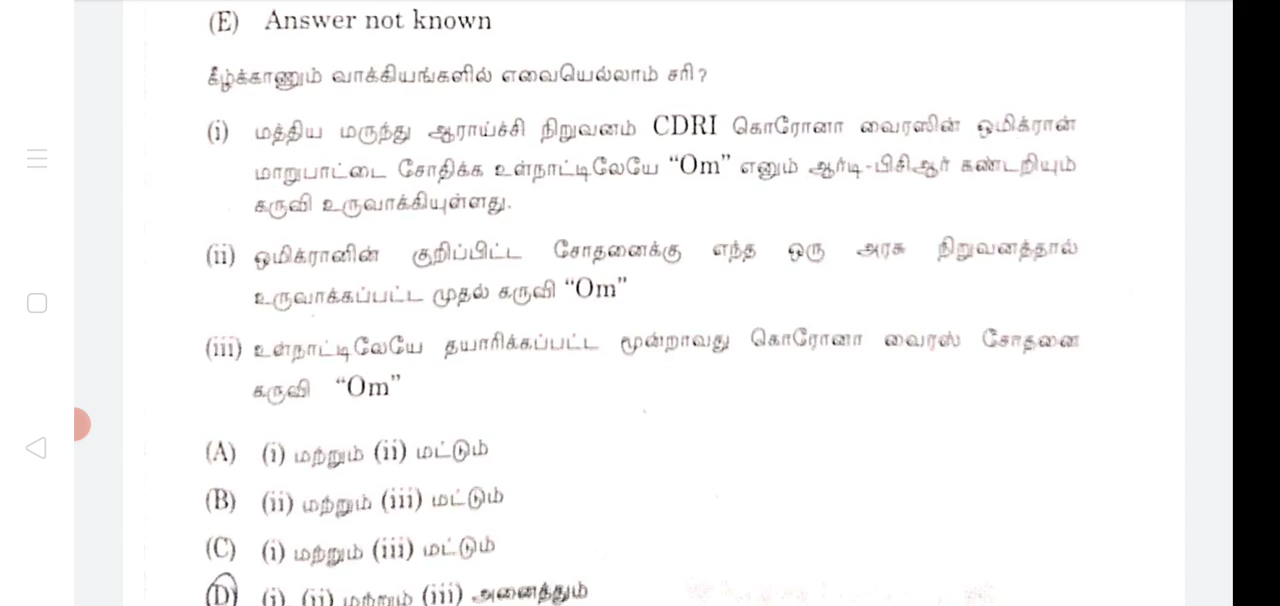 (E) Answer not known
கீழ்க்காணும் வாக்கியங்களில் எவையெல்லாம் சரி?
(i) மத்திய மருந்து ஆராய்ச்சி நிறுவனம் CDRI கொரோனா வைரஸின் ஒமிக்ரான்
மாறுபாட்டை சோதிக்க உள்நாட்டிலேயே “Om” எனும் ஆர்டி-பிசிஆர் கண்டறியும்
கருவி உருவாக்கியுள்ளது.
(ii) ஒமிக்ரானின் குறிப்பிட்ட சோதனைக்கு எந்த ஒரு அரசு நிறுவனத்தால்
உருவாக்கப்பட்ட முதல் கருவி “Om”
(iii) உள்நாட்டிலேயே தயாரிக்கப்பட்ட மூன்றாவது கொரோனா வைரஸ் சோதனை
கருவி “Om”
(A) (i) மற்றும் (ii) மட்டும்
(B) (ii) மற்றும் (iii) மட்டும்
(C) (i) மற்றும் (iii) மட்டும்
(D) (i), (ii) மற்றும் (iii) அனைத்தும்